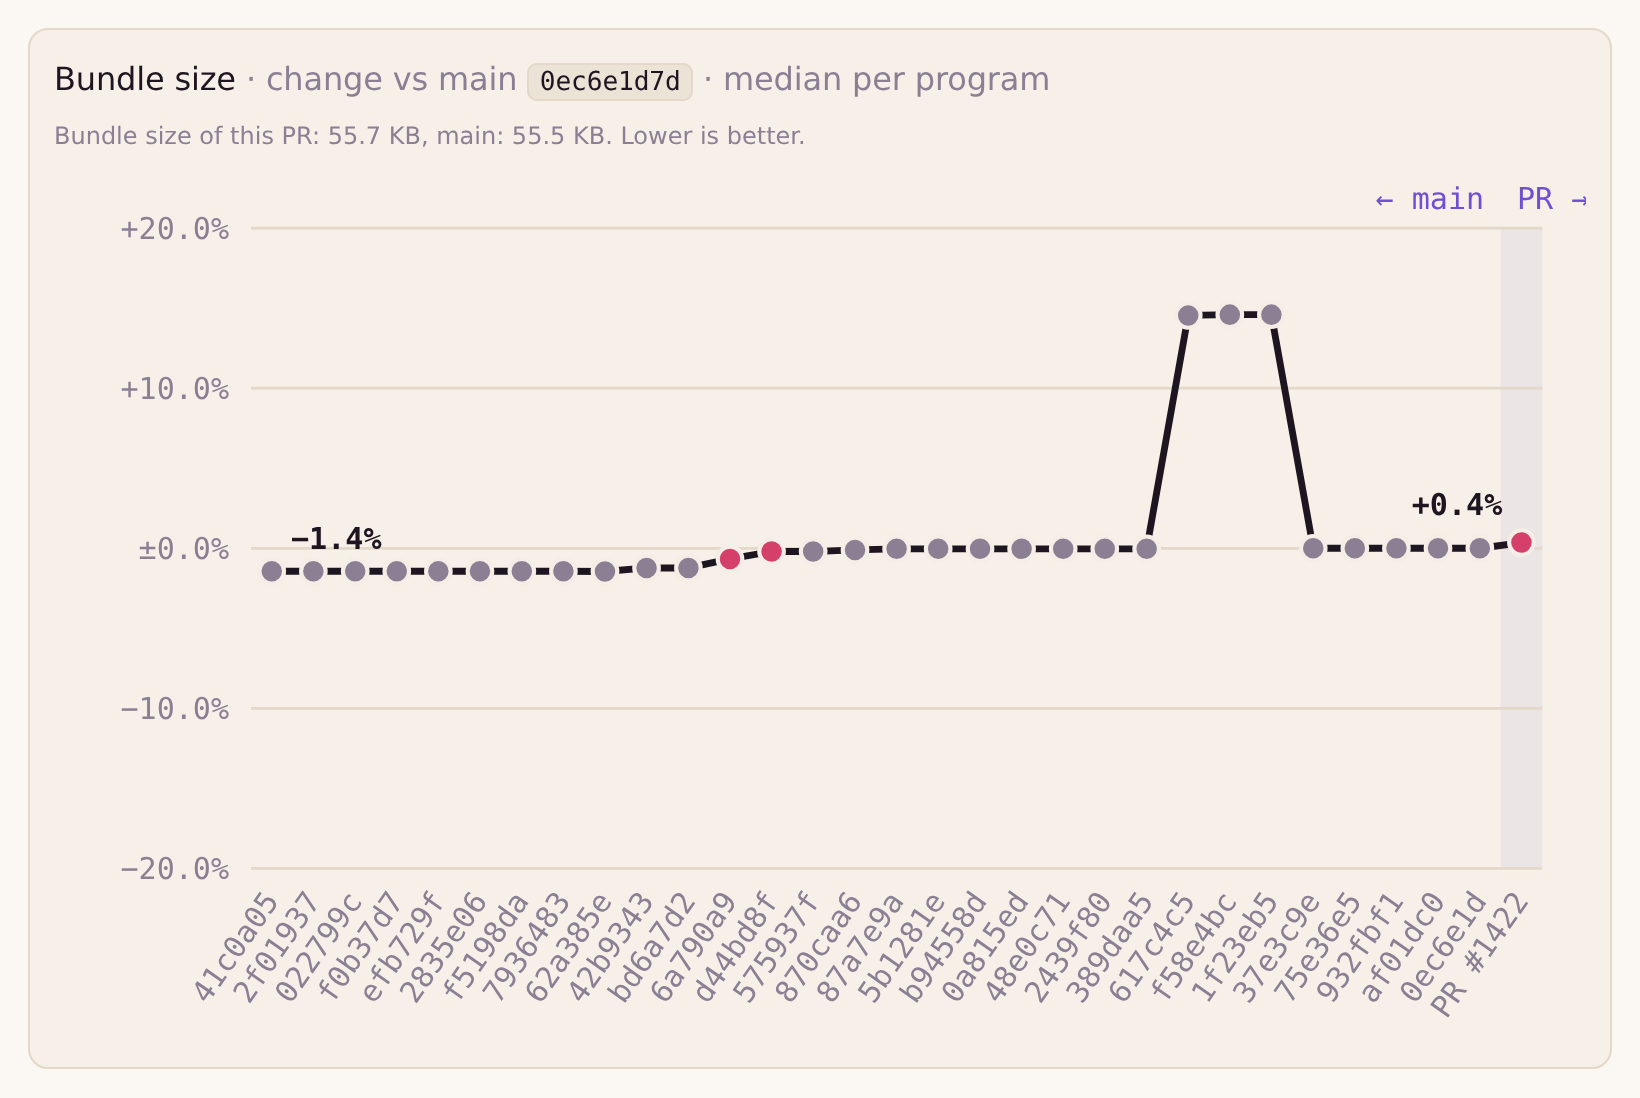 Bundle size · change vs main 0ec6e1d7d · median per program
Bundle size of this PR: 55.7 KB, main: 55.5 KB. Lower is better.
← main PR →
+20.0%
+10.0%
±0.0%
−10.0%
−20.0%
−1.4%
+0.4%
41c0a05
2f01937
022799c
f0b37d7
efb729f
2835e06
f5198da
7936483
62a385e
42b9343
bd6a7d2
6a790a9
d44bd8f
575937f
870caa6
87a7e9a
5b1281e
b94558d
0a815ed
48e0c71
2439f80
389daa5
617c4c5
f58e4bc
1f23eb5
37e3c9e
75e36e5
932fbf1
af01dc0
0ec6e1d
PR #1422